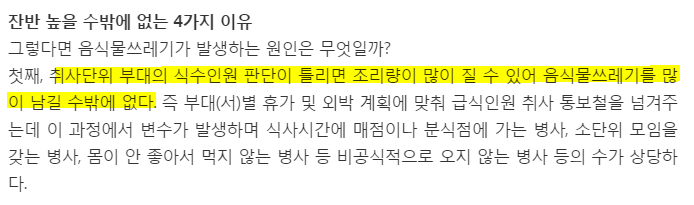 잔반 높을 수밖에 없는 4가지 이유
그렇다면 음식물쓰레기가 발생하는 원인은 무엇일까?
첫째, 취사단위 부대의 식수인원 판단이 틀리면 조리량이 많이 질 수 있어 음식물쓰레기를 많
이 남길 수밖에 없다. 즉 부대(서)별 휴가 및 외박 계획에 맞춰 급식인원 취사 통보철을 넘겨주
는데 이 과정에서 변수가 발생하며 식사시간에 매점이나 분식점에 가는 병사, 소단위 모임을
갖는 병사, 몸이 안 좋아서 먹지 않는 병사 등 비공식적으로 오지 않는 병사 등의 수가 상당하
다.